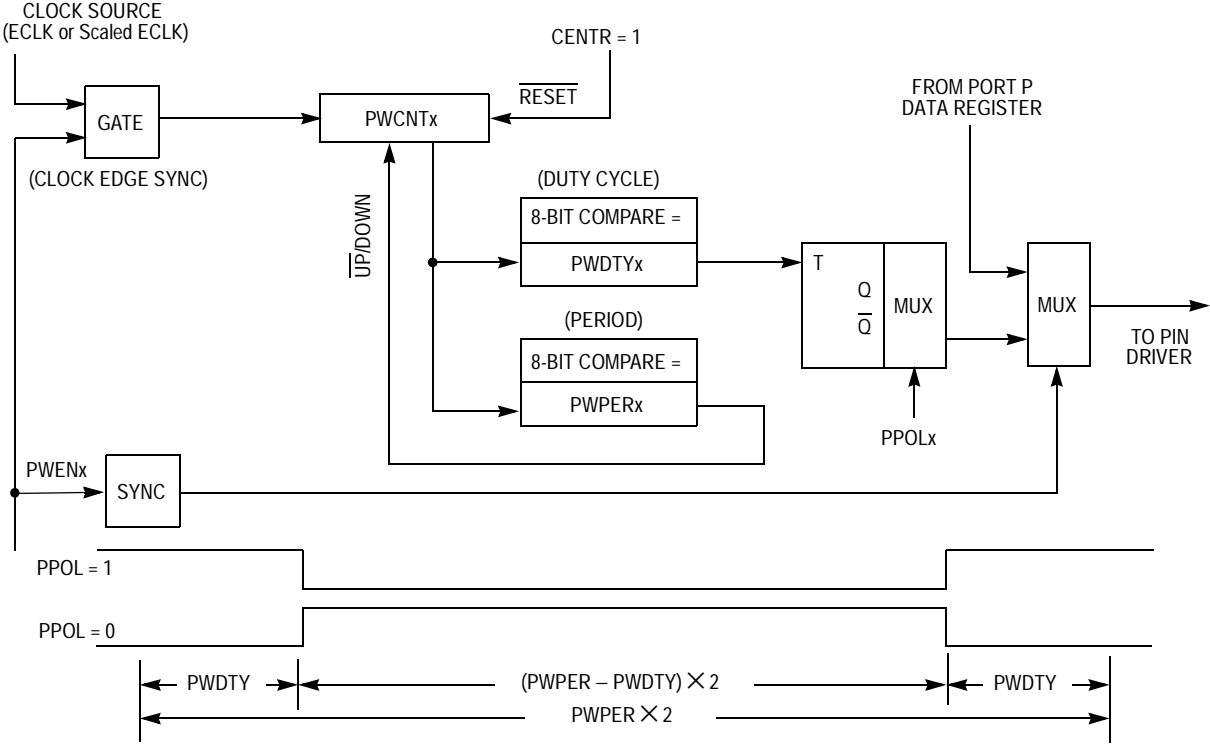 CLOCK SOURCE
(ECLK or Scaled ECLK)
CENTR = 1
RESET
FROM PORT P
DATA REGISTER
GATE
PWCNTx
(CLOCK EDGE SYNC)
(DUTY CYCLE)
8-BIT COMPARE =
PWDTYx
UP/DOWN
T
Q
Q
MUX
MUX
(PERIOD)
8-BIT COMPARE =
PWPERx
TO PIN
DRIVER
PPOLx
PWENx
SYNC
PPOL = 1
PPOL = 0
PWDTY
(PWPER – PWDTY) × 2
PWDTY
PWPER × 2